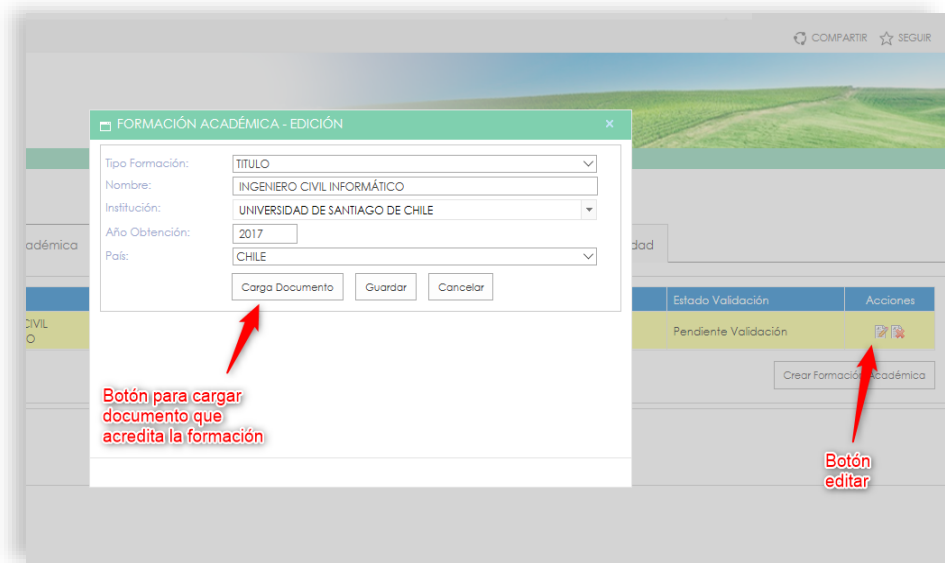 COMPARTIR SEGUIR
FORMACIÓN ACADÉMICA - EDICIÓN ×
Tipo Formación: TITULO
Nombre: INGENIERO CIVIL INFORMÁTICO
Institución: UNIVERSIDAD DE SANTIAGO DE CHILE
Año Obtención: 2017
País: CHILE
Carga Documento Guardar Cancelar
adémica
dad
Estado Validación Acciones
CIVIL
O
Pendiente Validación
Crear Formación Académica
Botón para cargar
documento que
acredita la formación
Botón
editar